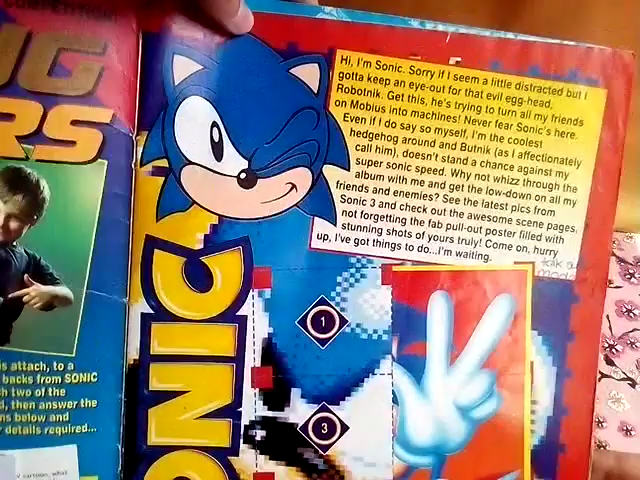 COMPETITION!
Hi, I'm Sonic. Sorry if I seem a little distracted but I
gotta keep an eye-out for that evil egg-head,
Robotnik. Get this, he's trying to turn all my friends
on Mobius into machines! Never fear Sonic's here.
Even if I do say so myself, I'm the coolest
hedgehog around and Butnik (as I affectionately
call him), doesn't stand a chance against my
super sonic speed. Why not whizz through the
album with me and get the low-down on all my
friends and enemies? See the latest pics from
Sonic 3 and check out the awesome scene pages,
not forgetting the fab pull-out poster filled with
stunning shots of yours truly! Come on, hurry
up, I've got things to do...I'm waiting.
SONIC
1
3
is attach, to a
backs from SONIC
two of the
then answer the
below and
details required...
cartoon, what